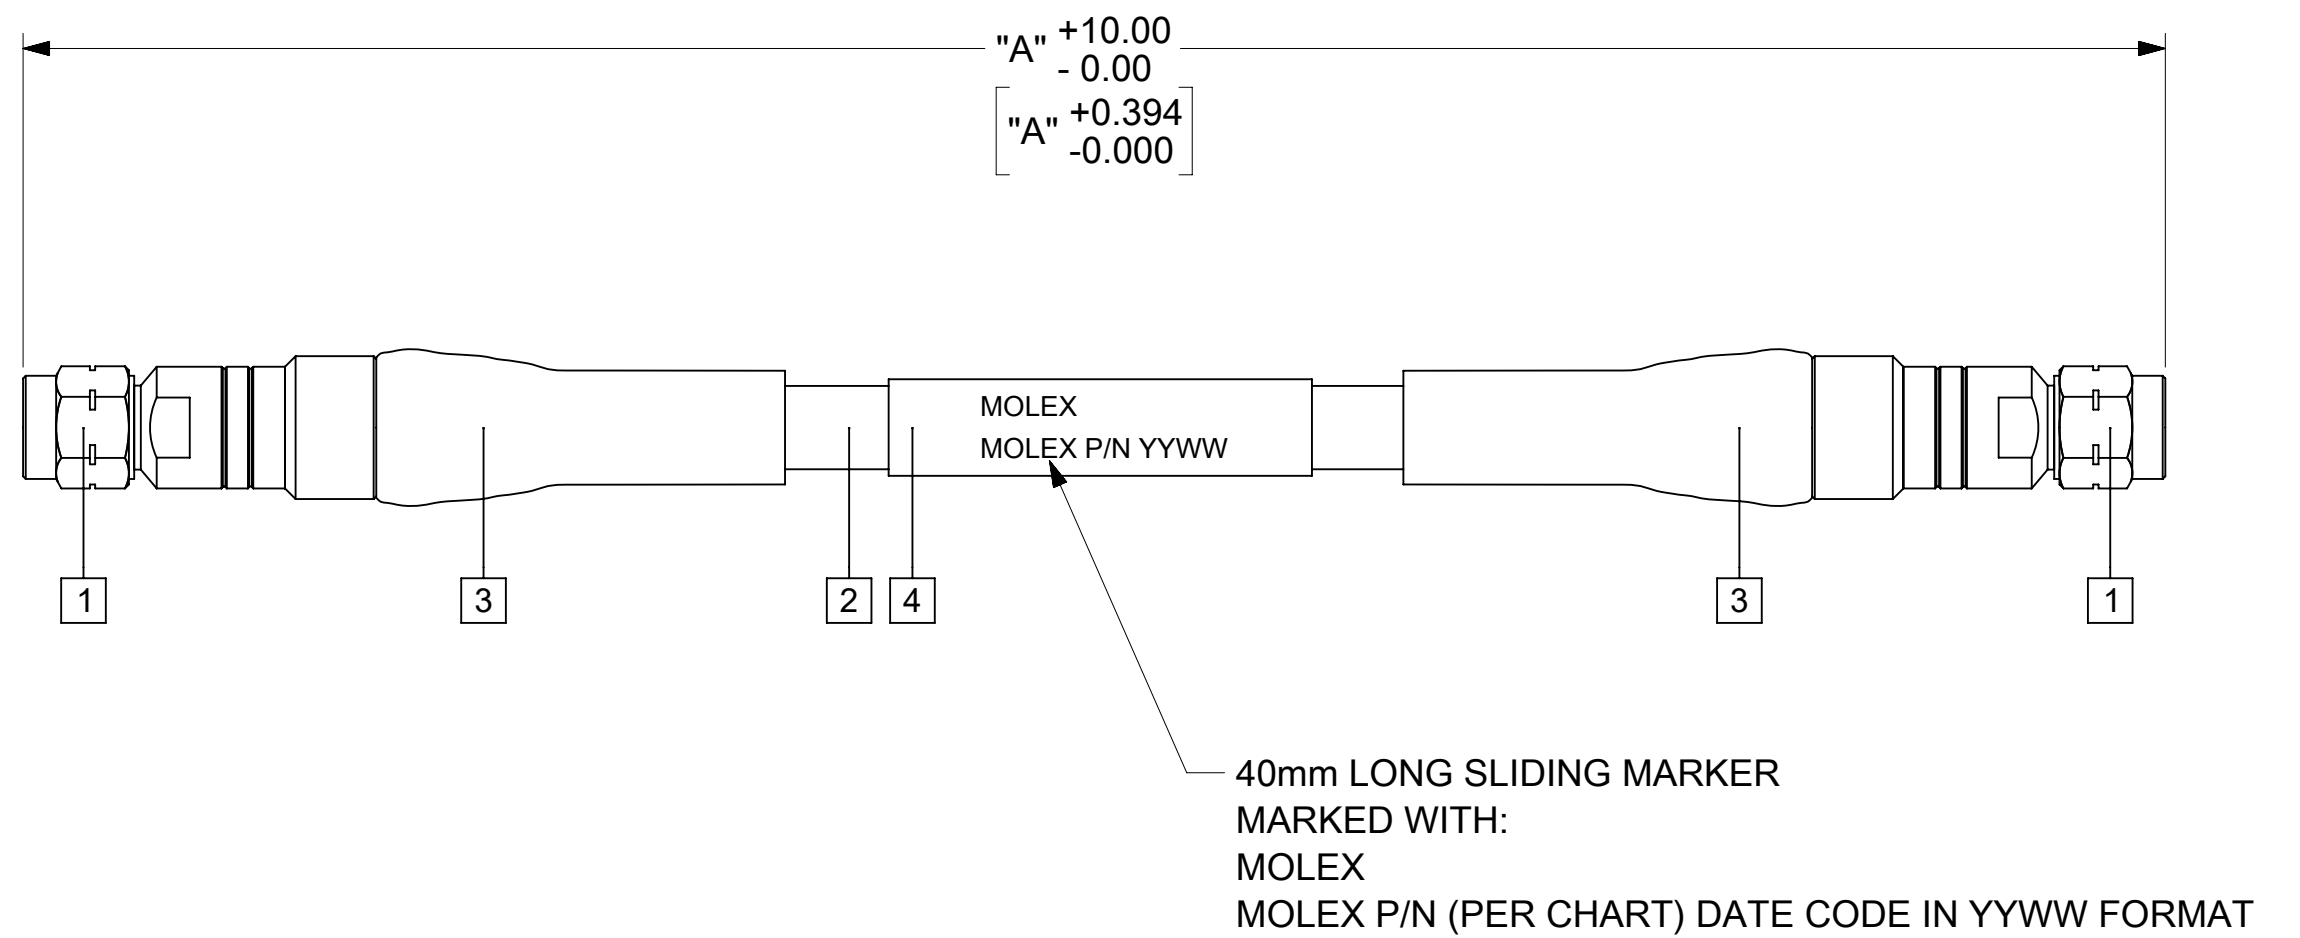 "A" +10.00
- 0.00
"A" +0.394
-0.000
MOLEX
MOLEX P/N YYWW
1
3
2
4
3
1
40mm LONG SLIDING MARKER
MARKED WITH:
MOLEX
MOLEX P/N (PER CHART) DATE CODE IN YYWW FORMAT